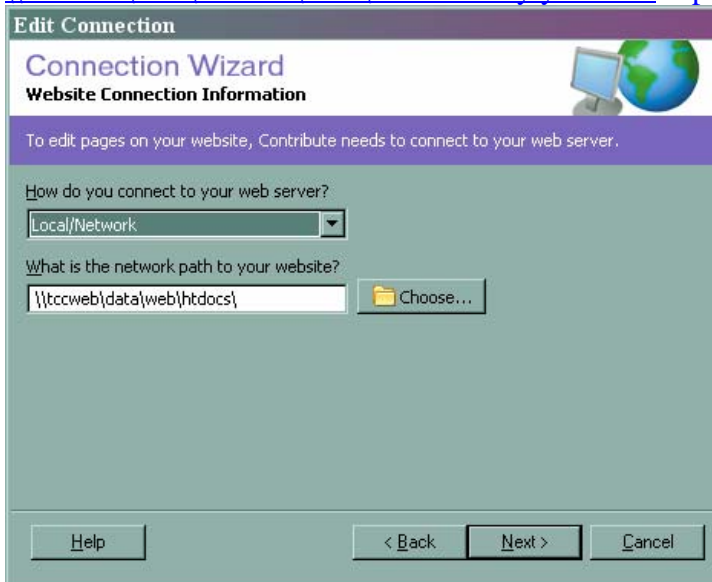 Edit Connection
Connection Wizard
Website Connection Information
To edit pages on your website, Contribute needs to connect to your web server.
How do you connect to your web server?
Local/Network
What is the network path to your website?
\\tccweb\data\web\htdocs\
Choose...
Help
< Back
Next >
Cancel